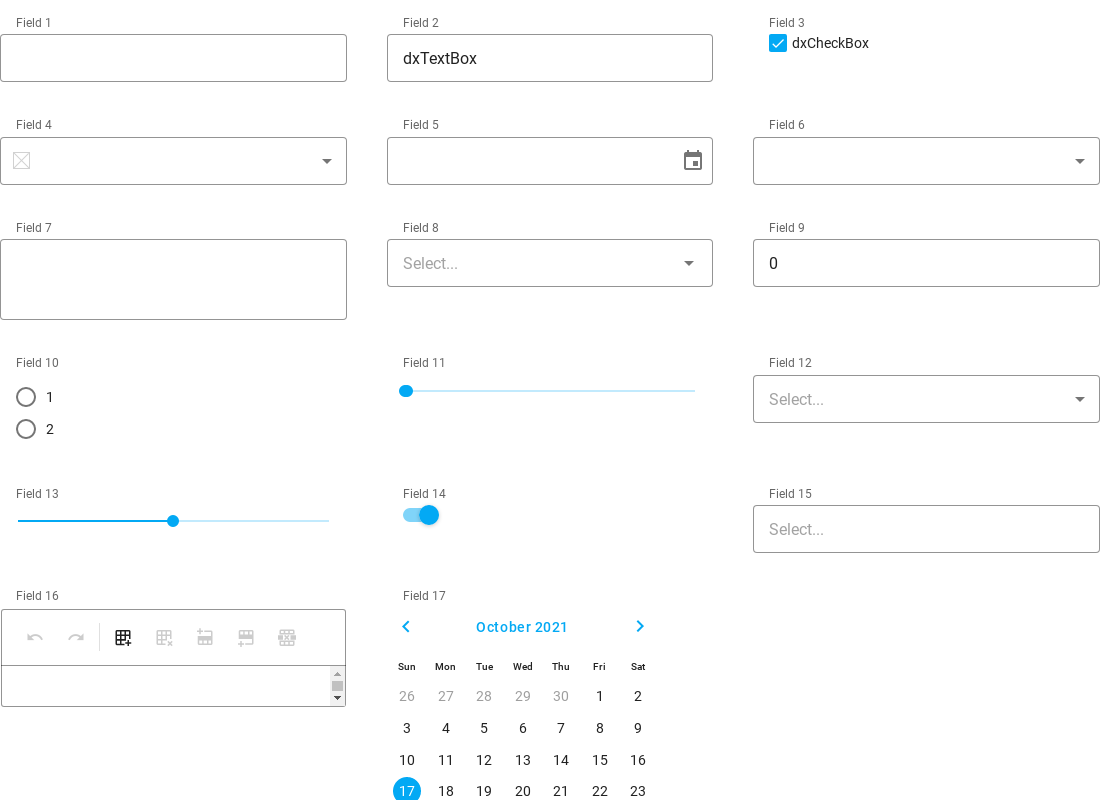 Field 1
Field 2
dxTextBox
Field 3
dxCheckBox
Field 4
Field 5
Field 6
Field 7
Field 8
Select...
Field 9
0
Field 10
1
2
Field 11
Field 12
Select...
Field 13
Field 14
Field 15
Select...
Field 16
Field 17
October 2021
Sun Mon Tue Wed Thu Fri Sat
26 27 28 29 30 1 2
3 4 5 6 7 8 9
10 11 12 13 14 15 16
17 18 19 20 21 22 23